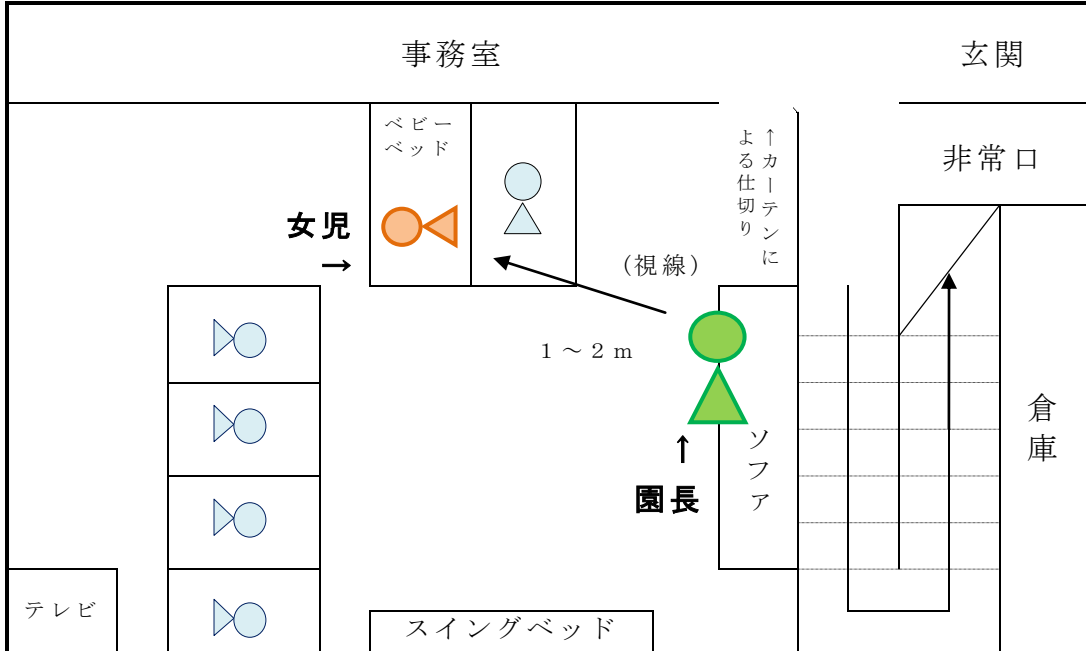 事務室
玄関
ベビー
ベッド
↑カーテンに
よる仕切り
非常口
女児
→
(視線)
1～2m
倉庫
ソファ
↑
園長
テレビ
スイングベッド